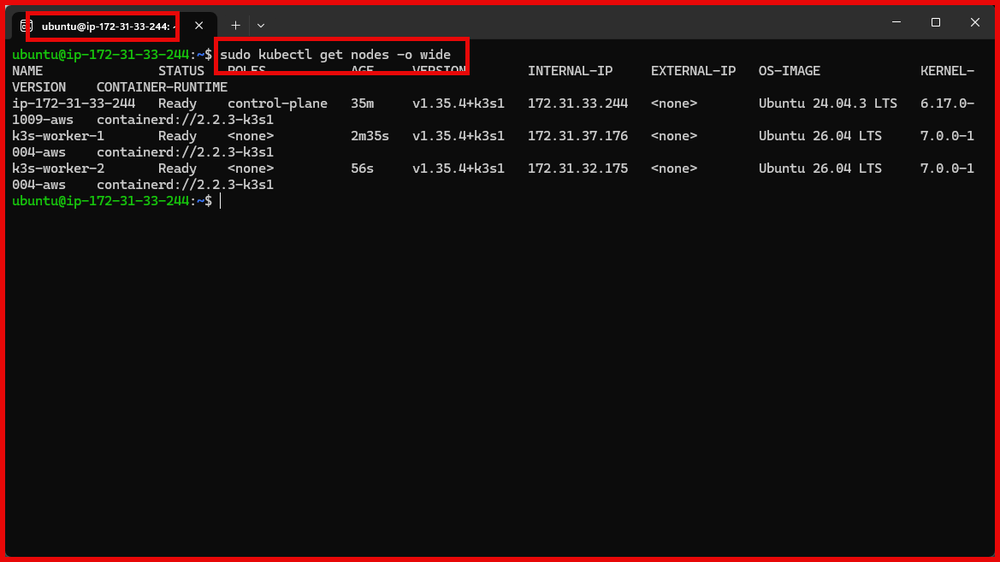 ubuntu@ip-172-31-33-244: ~
ubuntu@ip-172-31-33-244:~$ sudo kubectl get nodes -o wide
NAME               STATUS   ROLES           AGE     VERSION        INTERNAL-IP     EXTERNAL-IP   OS-IMAGE             KERNEL-
VERSION    CONTAINER-RUNTIME
ip-172-31-33-244   Ready    control-plane   35m     v1.35.4+k3s1   172.31.33.244   <none>        Ubuntu 24.04.3 LTS   6.17.0-
1009-aws   containerd://2.2.3-k3s1
k3s-worker-1       Ready    <none>          2m35s   v1.35.4+k3s1   172.31.37.176   <none>        Ubuntu 26.04 LTS     7.0.0-1
004-aws    containerd://2.2.3-k3s1
k3s-worker-2       Ready    <none>          56s     v1.35.4+k3s1   172.31.32.175   <none>        Ubuntu 26.04 LTS     7.0.0-1
004-aws    containerd://2.2.3-k3s1
ubuntu@ip-172-31-33-244:~$